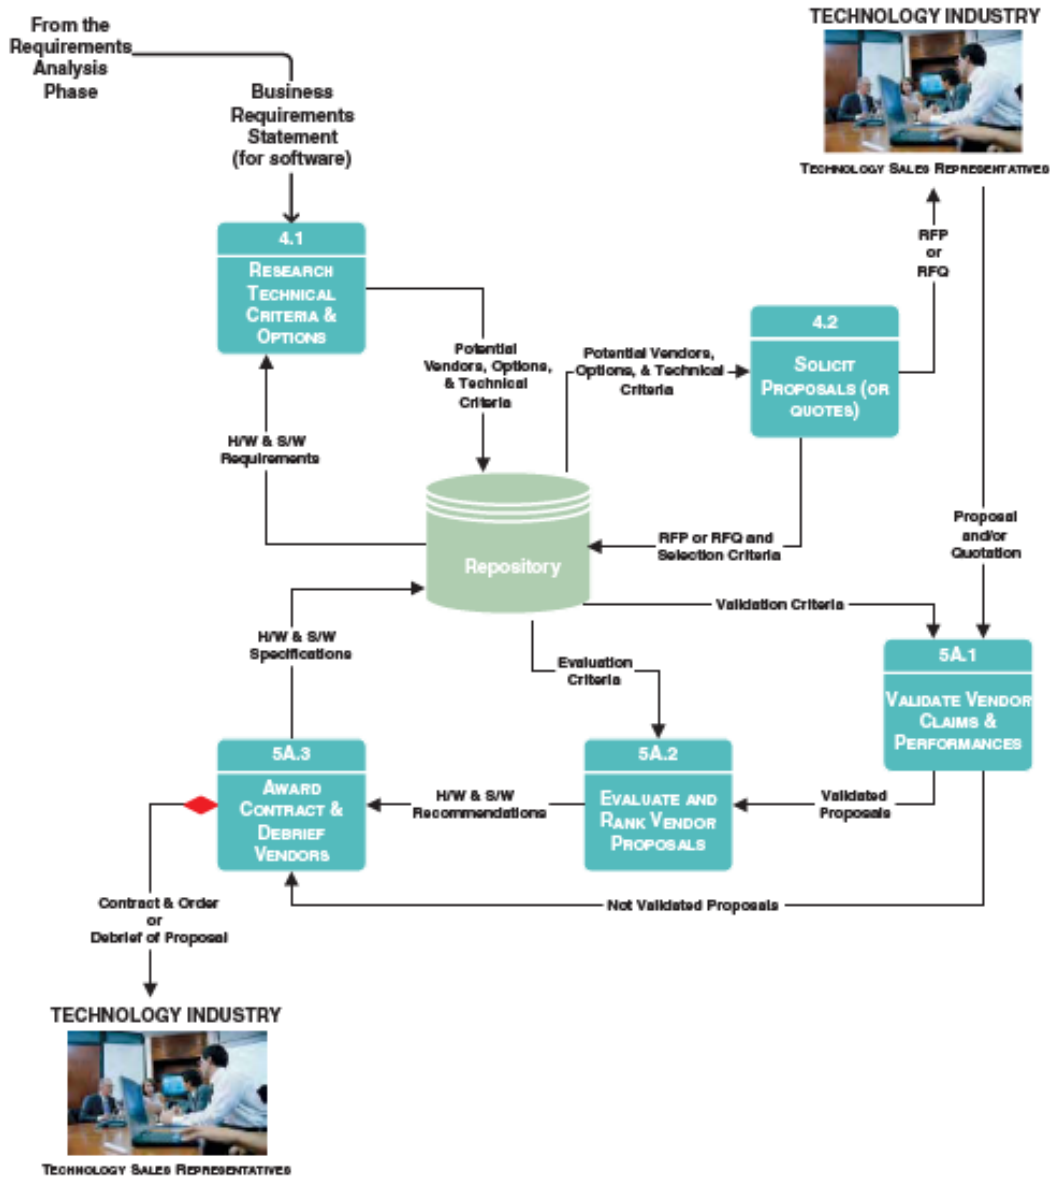 From the
Requirements
Analysis
Phase
Business
Requirements
Statement
(for software)
TECHNOLOGY INDUSTRY
TECHNOLOGY SALES REPRESENTATIVES
4.1
RESEARCH
TECHNICAL
CRITERIA &
OPTIONS
RFP
or
RFQ
4.2
SOLICIT
PROPOSALS (OR
QUOTES)
Potential
Vendors, Options,
& Technical
Criteria
Potential Vendors,
Options, & Technical
Criteria
H/W & S/W
Requirements
Repository
RFP or RFQ and
Selection Criteria
Proposal
and/or
Quotation
Validation Criteria
H/W & S/W
Specifications
Evaluation
Criteria
5A.1
VALIDATE VENDOR
CLAIMS &
PERFORMANCES
5A.3
AWARD
CONTRACT &
DEBRIEF
VENDORS
H/W & S/W
Recommendations
5A.2
EVALUATE AND
RANK VENDOR
PROPOSALS
Validated
Proposals
Not Validated Proposals
Contract & Order
or
Debrief of Proposal
TECHNOLOGY INDUSTRY
TECHNOLOGY SALES REPRESENTATIVES